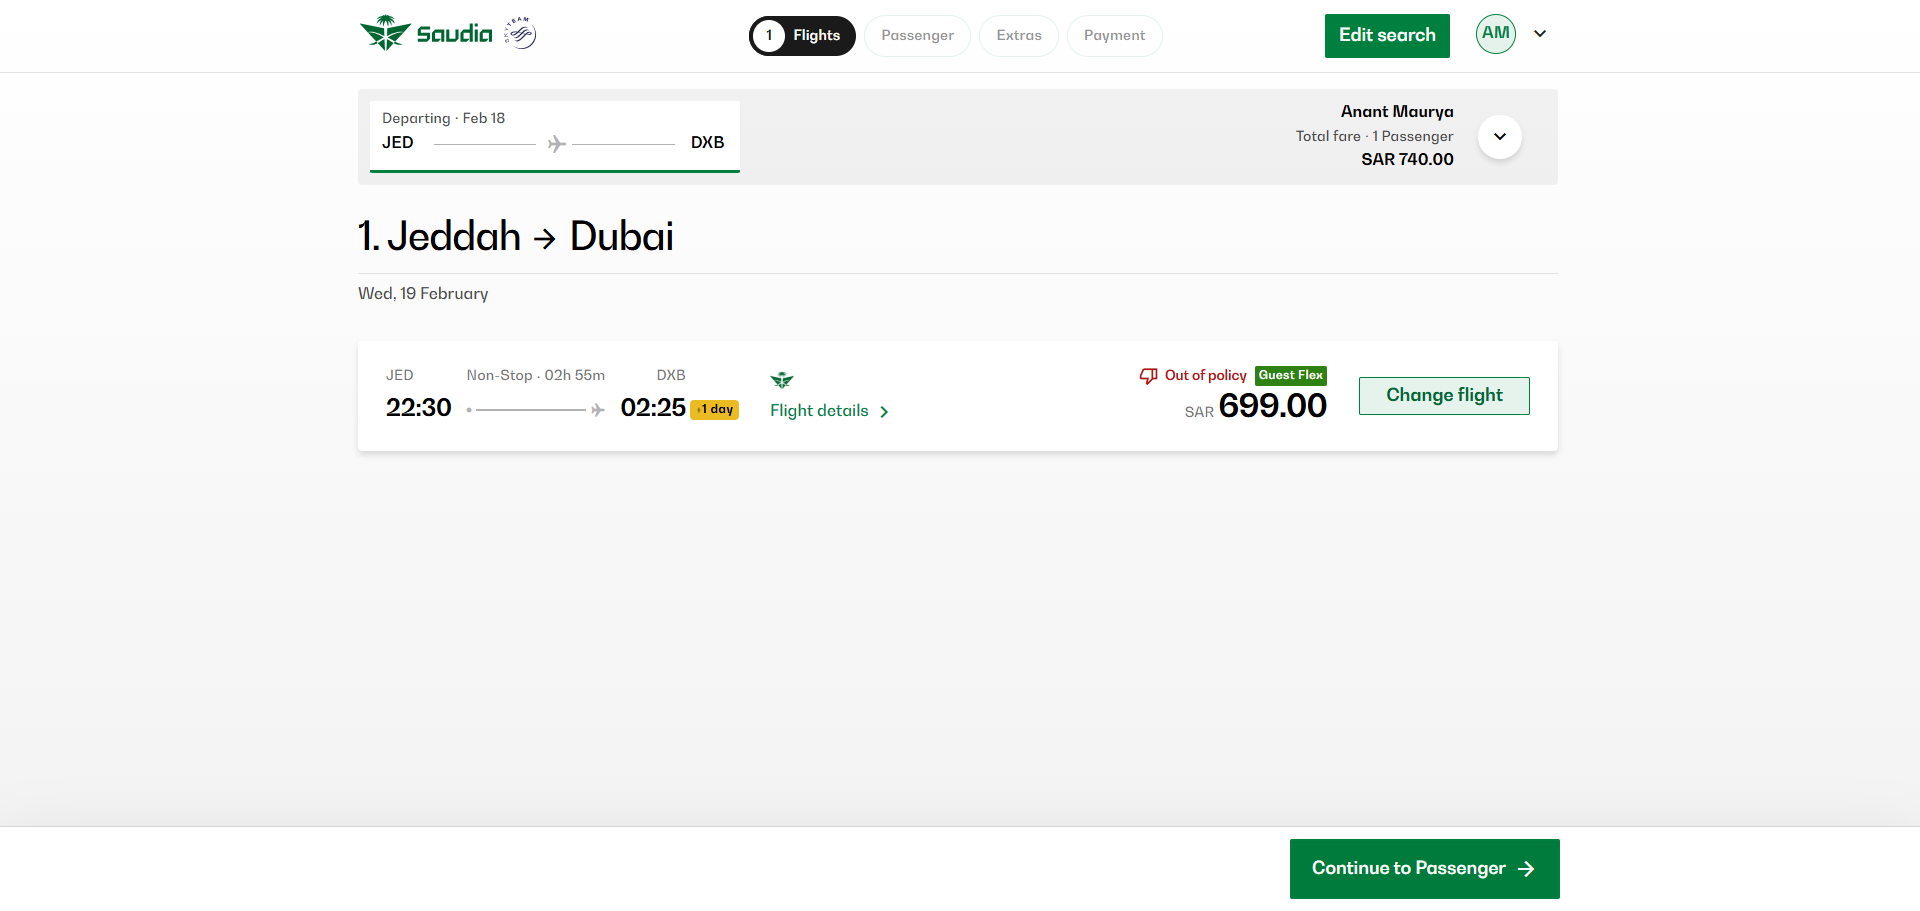 Saudia
SKYTEAM
1 Flights
Passenger
Extras
Payment
Edit search
AM
Departing · Feb 18
JED
DXB
Anant Maurya
Total fare · 1 Passenger
SAR 740.00
1. Jeddah → Dubai
Wed, 19 February
JED
Non-Stop · 02h 55m
DXB
22:30
02:25
+1 day
Flight details
Out of policy
Guest Flex
SAR 699.00
Change flight
Continue to Passenger →